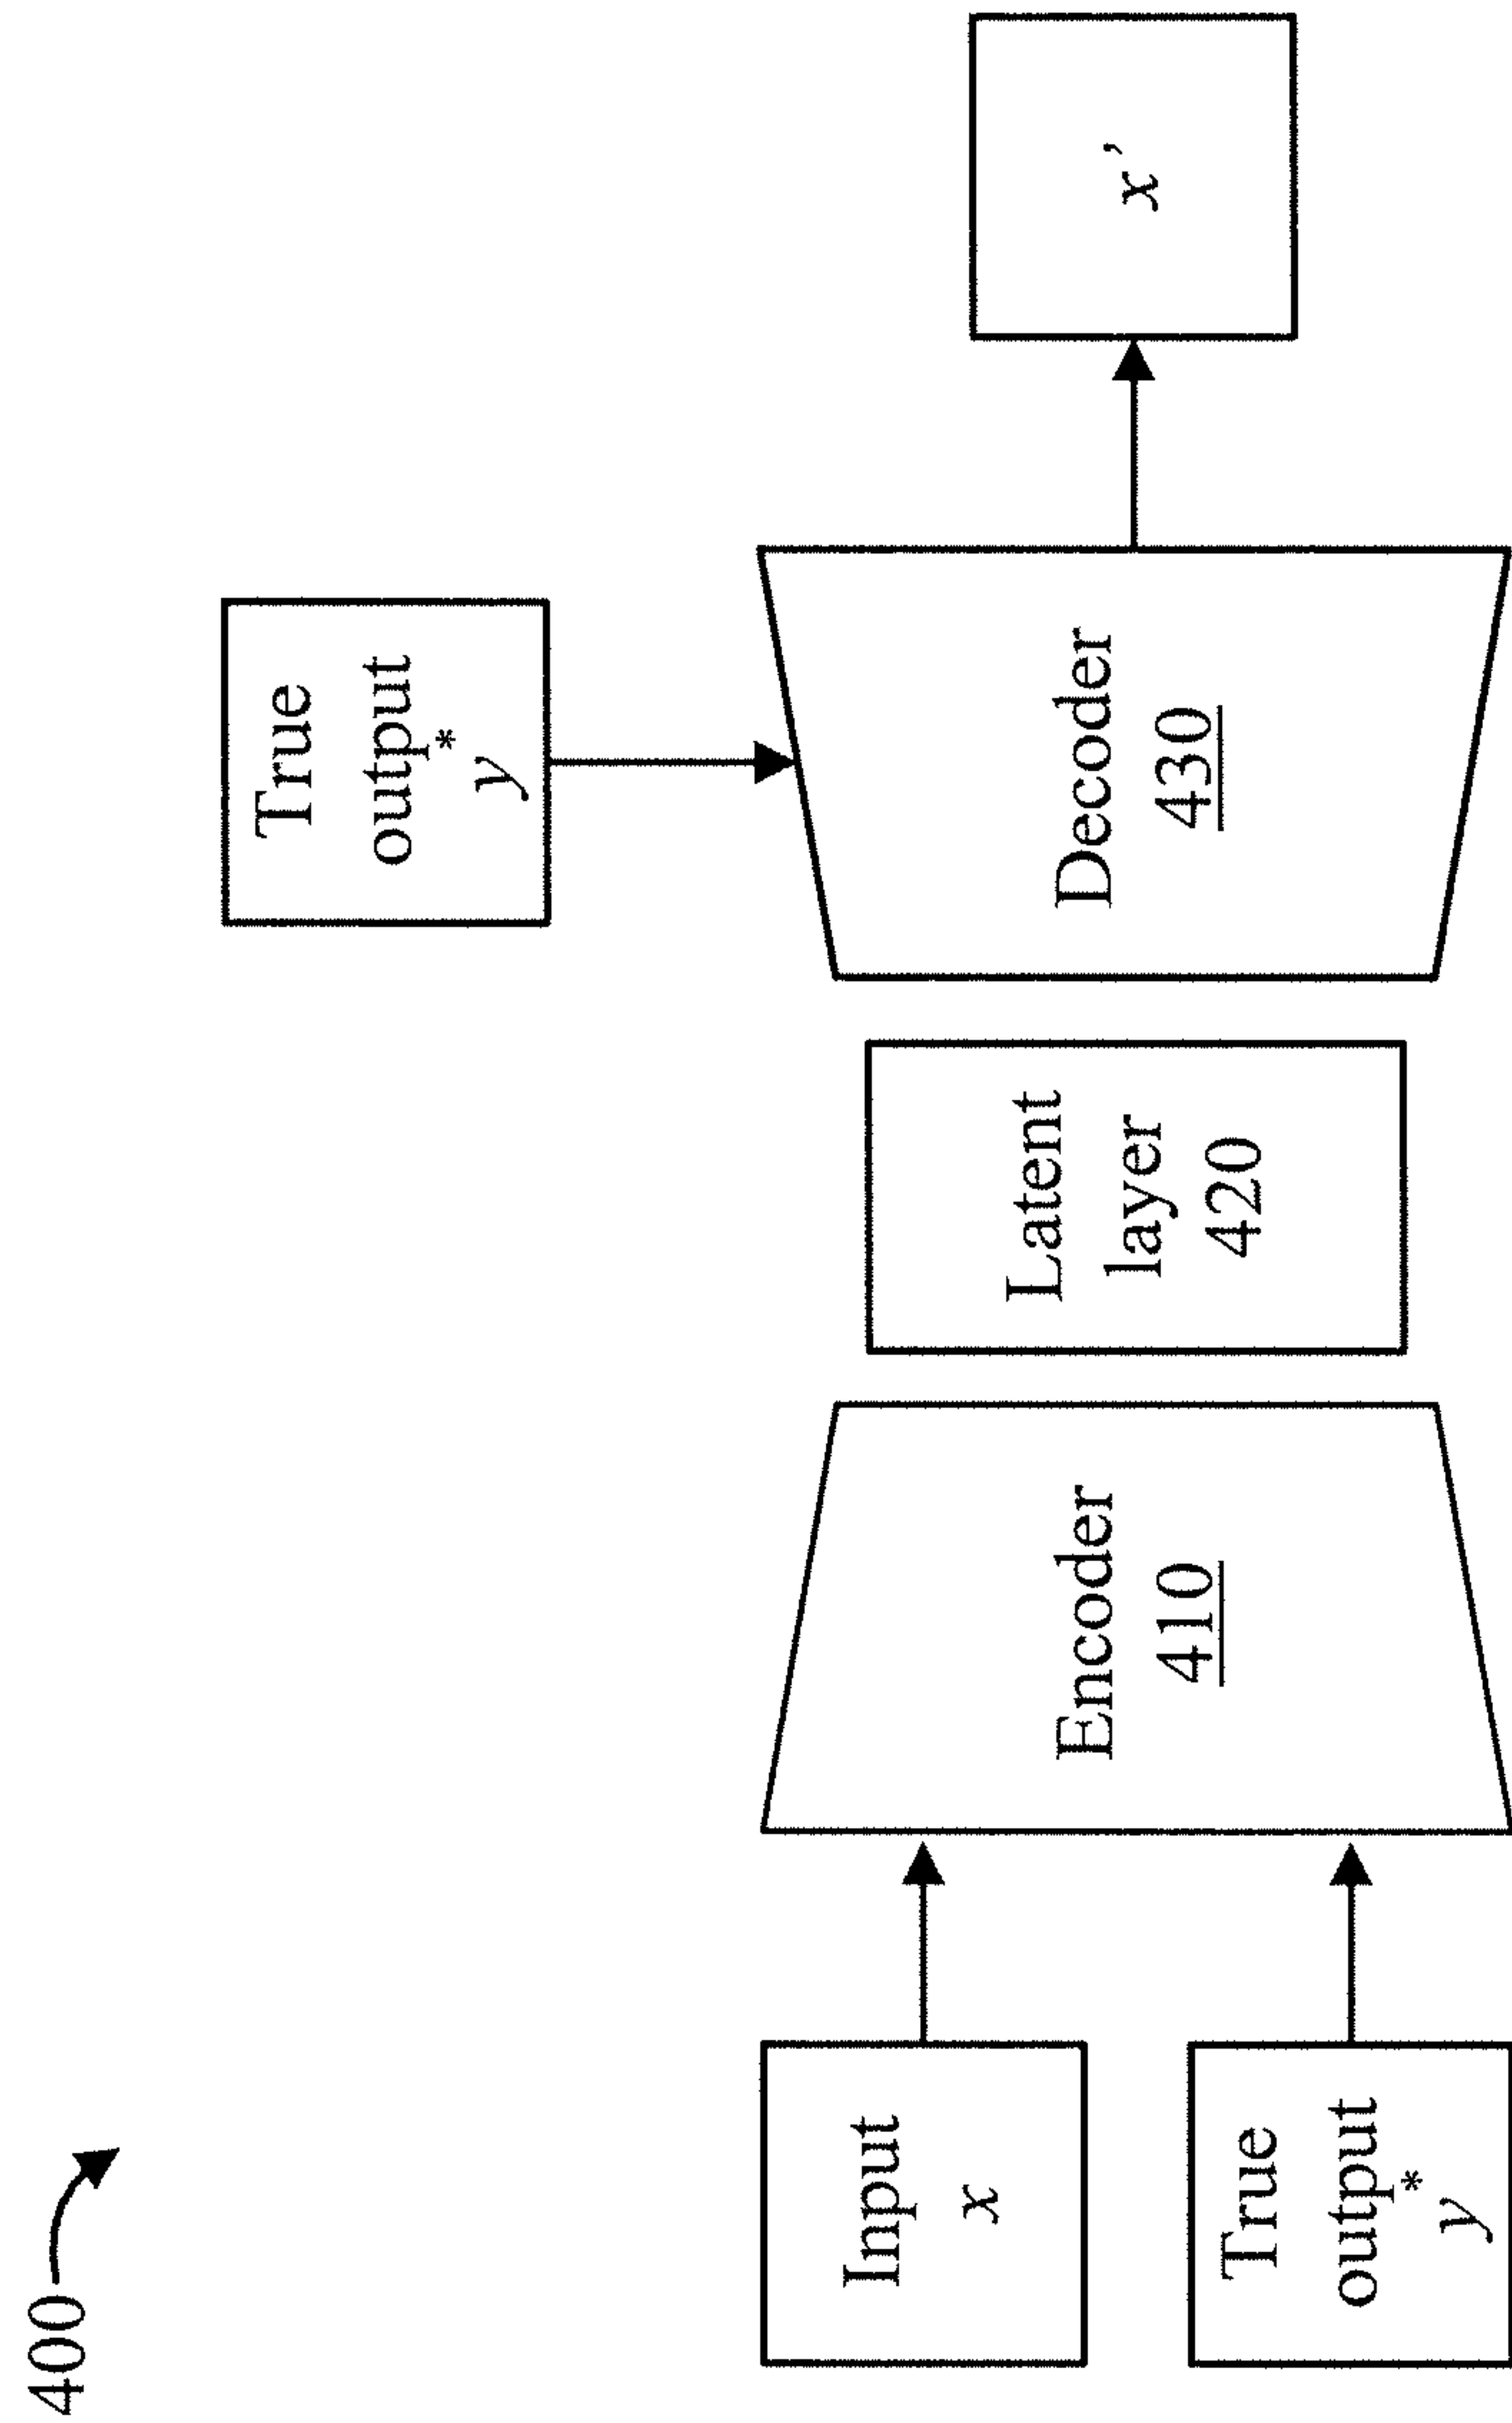 400
Input
x
True
output
y*
Encoder
410
Latent
layer
420
Decoder
430
True
output
y*
x’